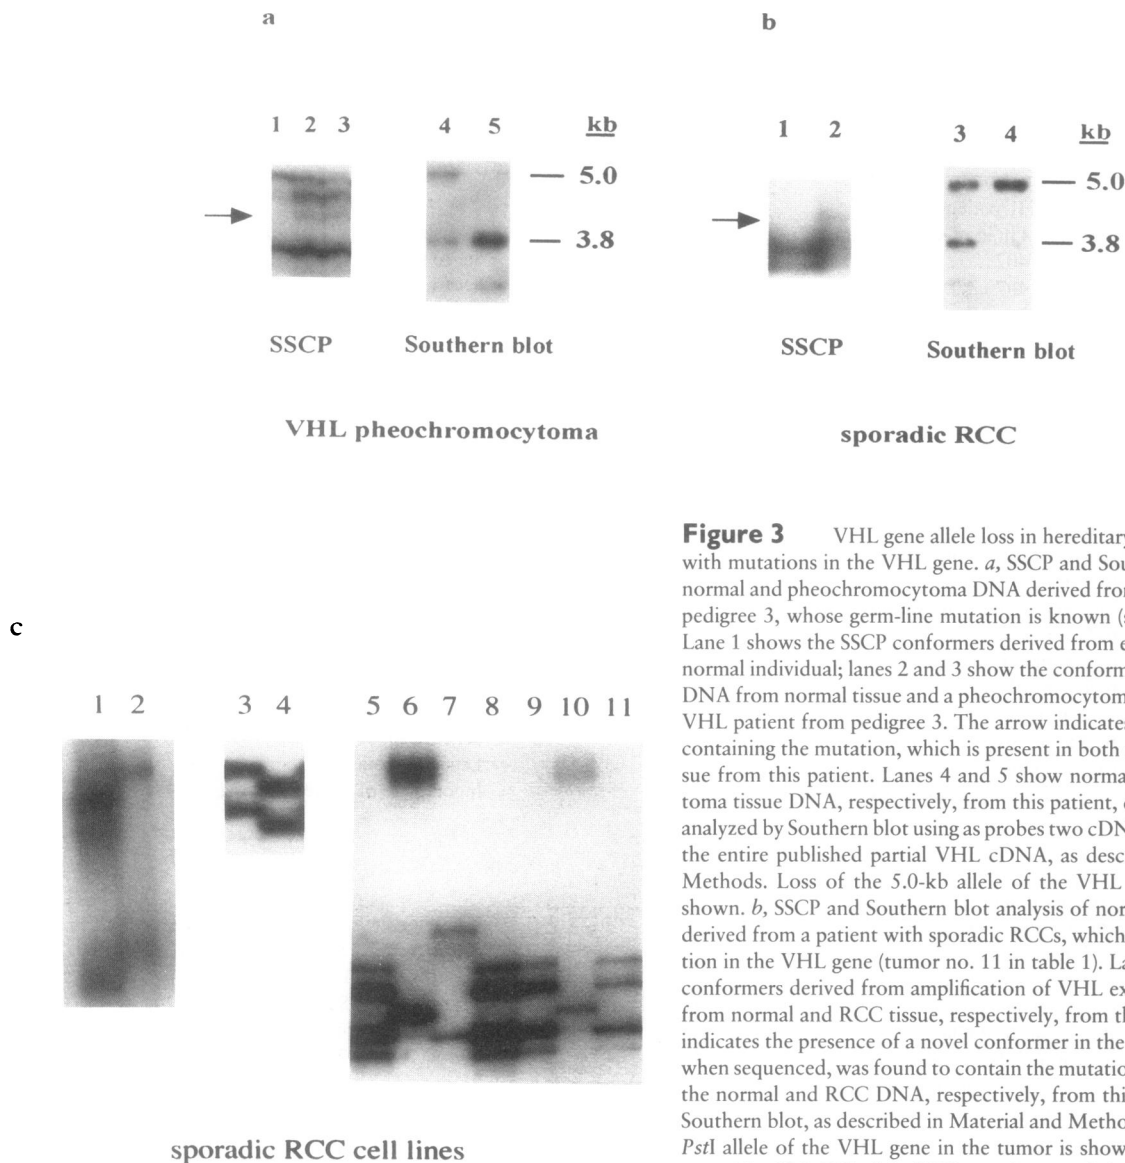 a
b
1 2 3 4 5 kb
5.0
3.8
SSCP Southern blot
VHL pheochromocytoma
1 2 3 4 kb
5.0
3.8
SSCP Southern blot
sporadic RCC
c
1 2 3 4 5 6 7 8 9 10 11
sporadic RCC cell lines
Figure 3 VHL gene allele loss in hereditary
with mutations in the VHL gene. a, SSCP and Sou
normal and pheochromocytoma DNA derived from
pedigree 3, whose germ-line mutation is known (
Lane 1 shows the SSCP conformers derived from e
normal individual; lanes 2 and 3 show the conform
DNA from normal tissue and a pheochromocytom
VHL patient from pedigree 3. The arrow indicates
containing the mutation, which is present in both
sue from this patient. Lanes 4 and 5 show norma
toma tissue DNA, respectively, from this patient,
analyzed by Southern blot using as probes two cDN
the entire published partial VHL cDNA, as desc
Methods. Loss of the 5.0-kb allele of the VHL
shown. b, SSCP and Southern blot analysis of nor
derived from a patient with sporadic RCCs, which
tion in the VHL gene (tumor no. 11 in table 1). La
conformers derived from amplification of VHL ex
from normal and RCC tissue, respectively, from th
indicates the presence of a novel conformer in the
when sequenced, was found to contain the mutatio
the normal and RCC DNA, respectively, from thi
Southern blot, as described in Material and Metho
PstI allele of the VHL gene in the tumor is show